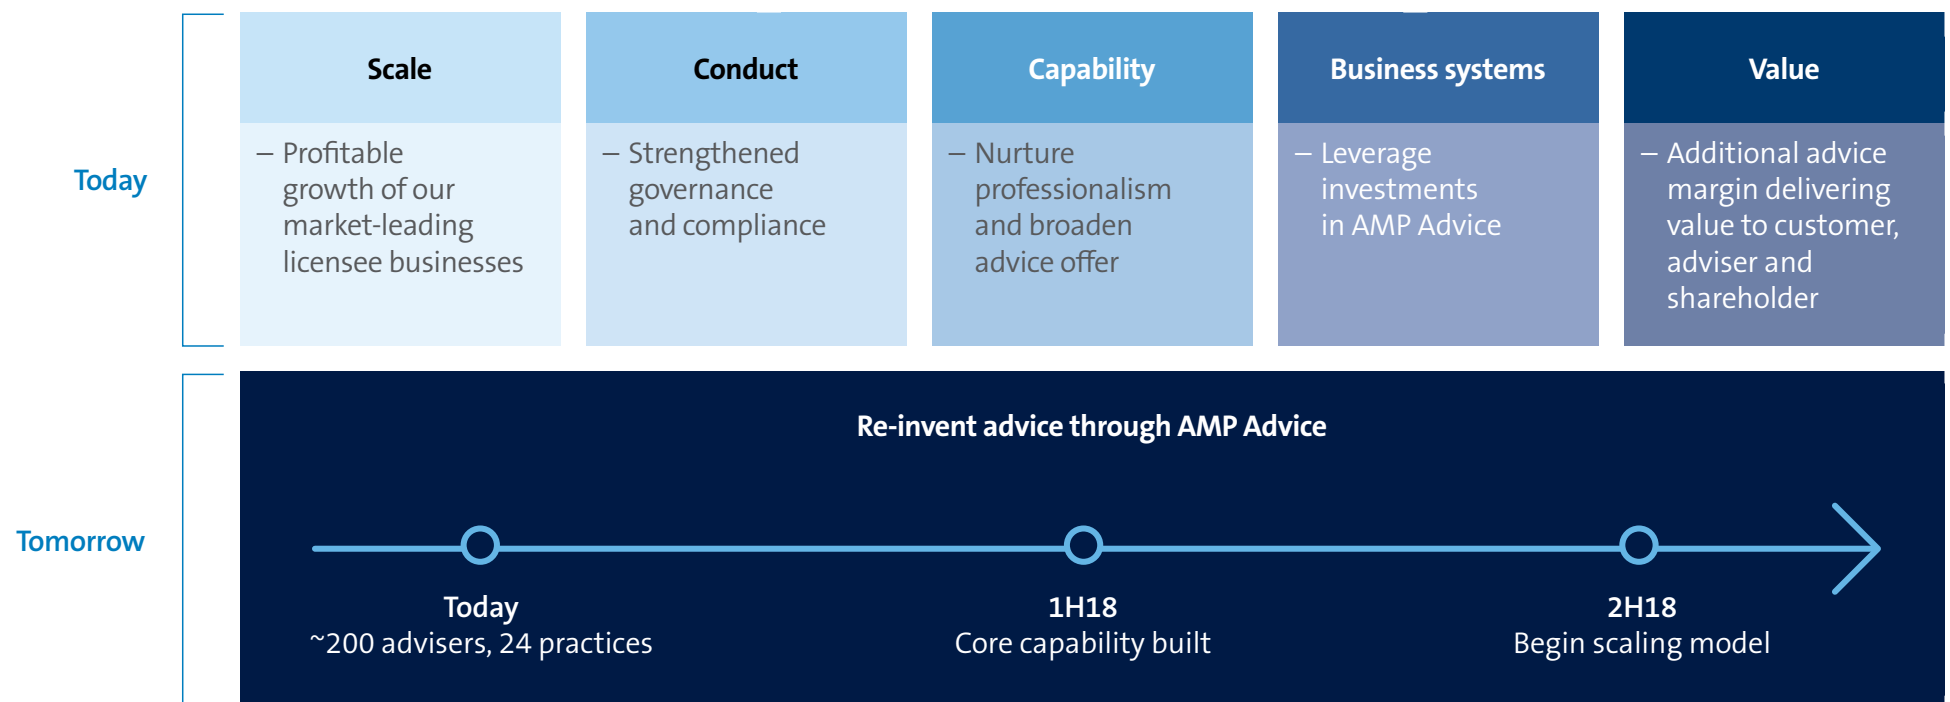 Today
Scale
– Profitable
growth of our
market-leading
licensee businesses
Conduct
– Strengthened
governance
and compliance
Capability
– Nurture
professionalism
and broaden
advice offer
Business systems
– Leverage
investments
in AMP Advice
Value
– Additional advice
margin delivering
value to customer,
adviser and
shareholder
Tomorrow
Re-invent advice through AMP Advice
Today
~200 advisers, 24 practices
1H18
Core capability built
2H18
Begin scaling model